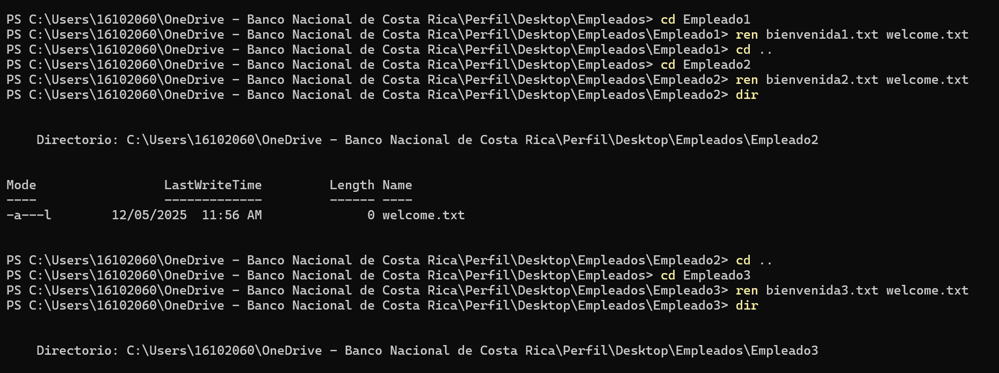 PS C:\Users\16102060\OneDrive - Banco Nacional de Costa Rica\Perfil\Desktop\Empleados> cd Empleado1
PS C:\Users\16102060\OneDrive - Banco Nacional de Costa Rica\Perfil\Desktop\Empleados\Empleado1> ren bienvenida1.txt welcome.txt
PS C:\Users\16102060\OneDrive - Banco Nacional de Costa Rica\Perfil\Desktop\Empleados\Empleado1> cd ..
PS C:\Users\16102060\OneDrive - Banco Nacional de Costa Rica\Perfil\Desktop\Empleados> cd Empleado2
PS C:\Users\16102060\OneDrive - Banco Nacional de Costa Rica\Perfil\Desktop\Empleados\Empleado2> ren bienvenida2.txt welcome.txt
PS C:\Users\16102060\OneDrive - Banco Nacional de Costa Rica\Perfil\Desktop\Empleados\Empleado2> dir
Directorio: C:\Users\16102060\OneDrive - Banco Nacional de Costa Rica\Perfil\Desktop\Empleados\Empleado2
Mode                 LastWriteTime         Length Name
----                 -------------         ------ ----
-a---l        12/05/2025  11:56 AM              0 welcome.txt
PS C:\Users\16102060\OneDrive - Banco Nacional de Costa Rica\Perfil\Desktop\Empleados\Empleado2> cd ..
PS C:\Users\16102060\OneDrive - Banco Nacional de Costa Rica\Perfil\Desktop\Empleados> cd Empleado3
PS C:\Users\16102060\OneDrive - Banco Nacional de Costa Rica\Perfil\Desktop\Empleados\Empleado3> ren bienvenida3.txt welcome.txt
PS C:\Users\16102060\OneDrive - Banco Nacional de Costa Rica\Perfil\Desktop\Empleados\Empleado3> dir
Directorio: C:\Users\16102060\OneDrive - Banco Nacional de Costa Rica\Perfil\Desktop\Empleados\Empleado3